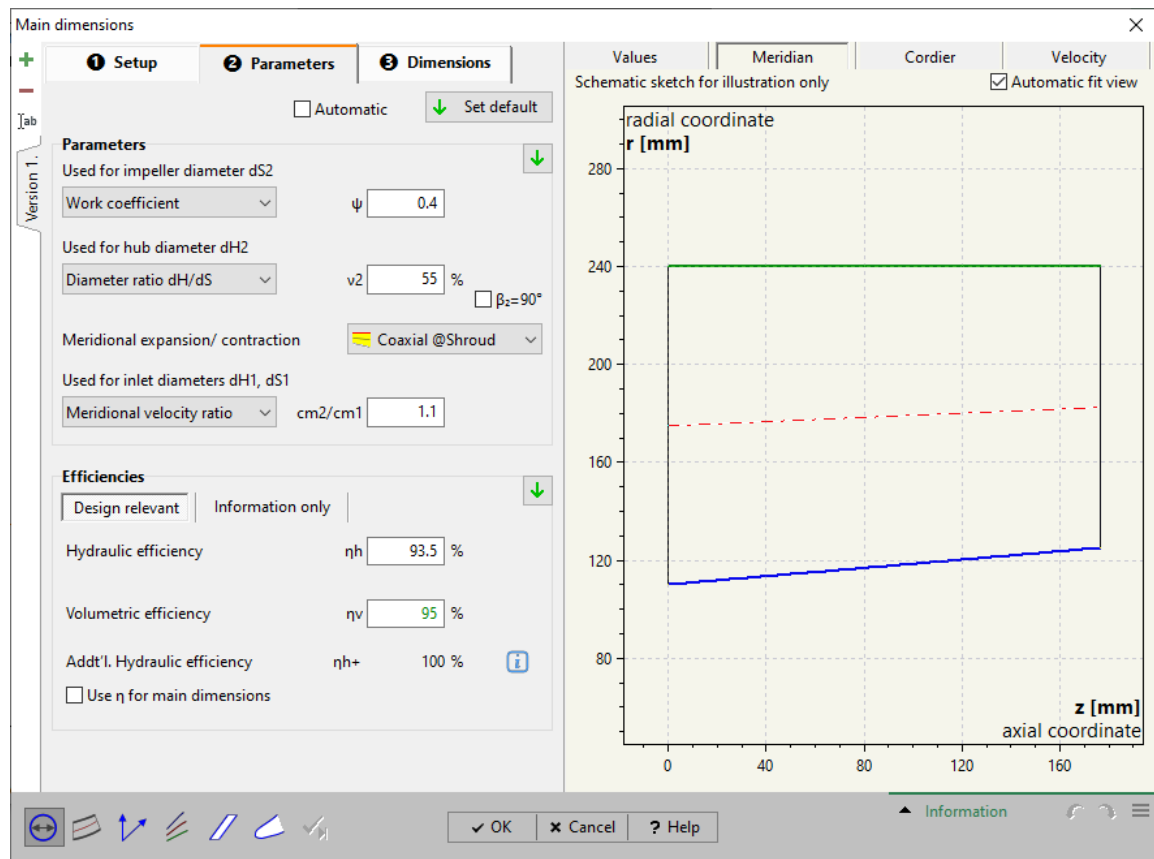 Main dimensions
1 Setup
2 Parameters
3 Dimensions
Values
Meridian
Cordier
Velocity
Schematic sketch for illustration only
Automatic fit view
Automatic
Set default
ab
Version 1.
Parameters
Used for impeller diameter dS2
Work coefficient
ψ
0.4
Used for hub diameter dH2
Diameter ratio dH/dS
ν2
55 %
β₂=90°
Meridional expansion/ contraction
Coaxial @Shroud
Used for inlet diameters dH1, dS1
Meridional velocity ratio
cm2/cm1
1.1
Efficiencies
Design relevant
Information only
Hydraulic efficiency
ηh
93.5 %
Volumetric efficiency
ηv
95 %
Addt'l. Hydraulic efficiency
ηh+
100 %
i
Use η for main dimensions
radial coordinate
r [mm]
280
240
200
160
120
80
z [mm]
axial coordinate
0
40
80
120
160
OK
Cancel
? Help
Information